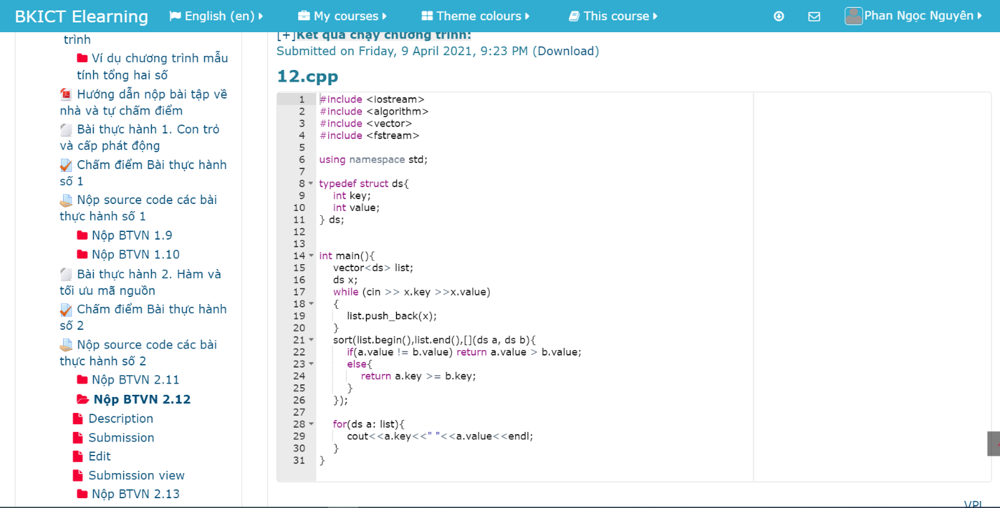 BKICT Elearning English (en) My courses Theme colours This course Phan Ngọc Nguyên
trình
Ví dụ chương trình mẫu
tính tổng hai số
Hướng dẫn nộp bài tập về
nhà và tự chấm điểm
Bài thực hành 1. Con trỏ
và cấp phát động
Chấm điểm Bài thực hành
số 1
Nộp source code các bài
thực hành số 1
Nộp BTVN 1.9
Nộp BTVN 1.10
Bài thực hành 2. Hàm và
tối ưu mã nguồn
Chấm điểm Bài thực hành
số 2
Nộp source code các bài
thực hành số 2
Nộp BTVN 2.11
Nộp BTVN 2.12
Description
Submission
Edit
Submission view
Nộp BTVN 2.13
[+]Kết quả chạy chương trình:
Submitted on Friday, 9 April 2021, 9:23 PM (Download)
12.cpp
1 #include <iostream>
2 #include <algorithm>
3 #include <vector>
4 #include <fstream>
5
6 using namespace std;
7
8 typedef struct ds{
9 int key;
10 int value;
11 } ds;
12
13
14 int main(){
15 vector<ds> list;
16 ds x;
17 while (cin >> x.key >>x.value)
18 {
19 list.push_back(x);
20 }
21 sort(list.begin(),list.end(),[](ds a, ds b){
22 if(a.value != b.value) return a.value > b.value;
23 else{
24 return a.key >= b.key;
25 }
26 });
27
28 for(ds a: list){
29 cout<<a.key<<" "<<a.value<<endl;
30 }
31 }
VPL